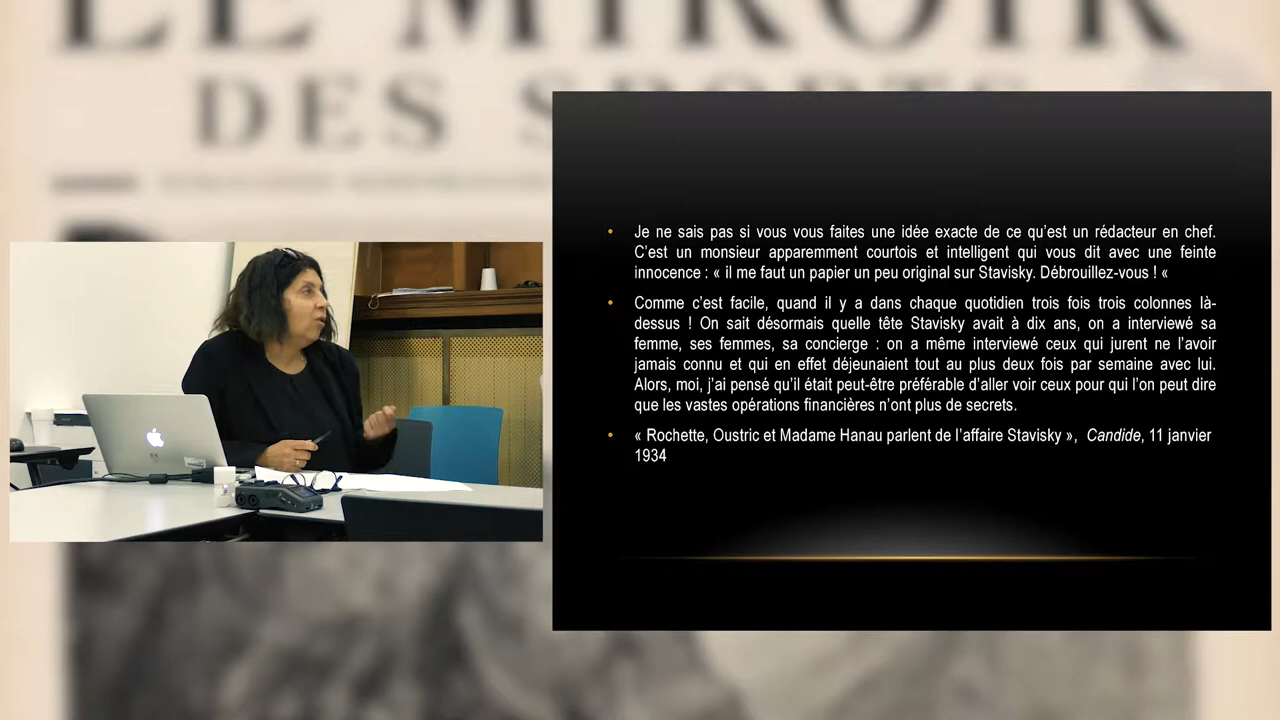 LE MIROIR
DES SPORTS
Je ne sais pas si vous vous faites une idée exacte de ce qu’est un rédacteur en chef.
C’est un monsieur apparemment courtois et intelligent qui vous dit avec une feinte
innocence : « il me faut un papier un peu original sur Stavisky. Débrouillez-vous ! «
Comme c’est facile, quand il y a dans chaque quotidien trois fois trois colonnes là-
dessus ! On sait désormais quelle tête Stavisky avait à dix ans, on a interviewé sa
femme, ses femmes, sa concierge : on a même interviewé ceux qui jurent ne l’avoir
jamais connu et qui en effet déjeunaient tout au plus deux fois par semaine avec lui.
Alors, moi, j’ai pensé qu’il était peut-être préférable d’aller voir ceux pour qui l’on peut dire
que les vastes opérations financières n’ont plus de secrets.
« Rochette, Oustric et Madame Hanau parlent de l’affaire Stavisky », Candide, 11 janvier
1934